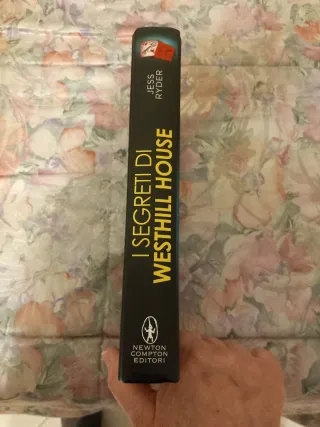 JESS
RYDER
I SEGRETI DI
WESTHILL HOUSE
NEWTON
COMPTON
EDITORI